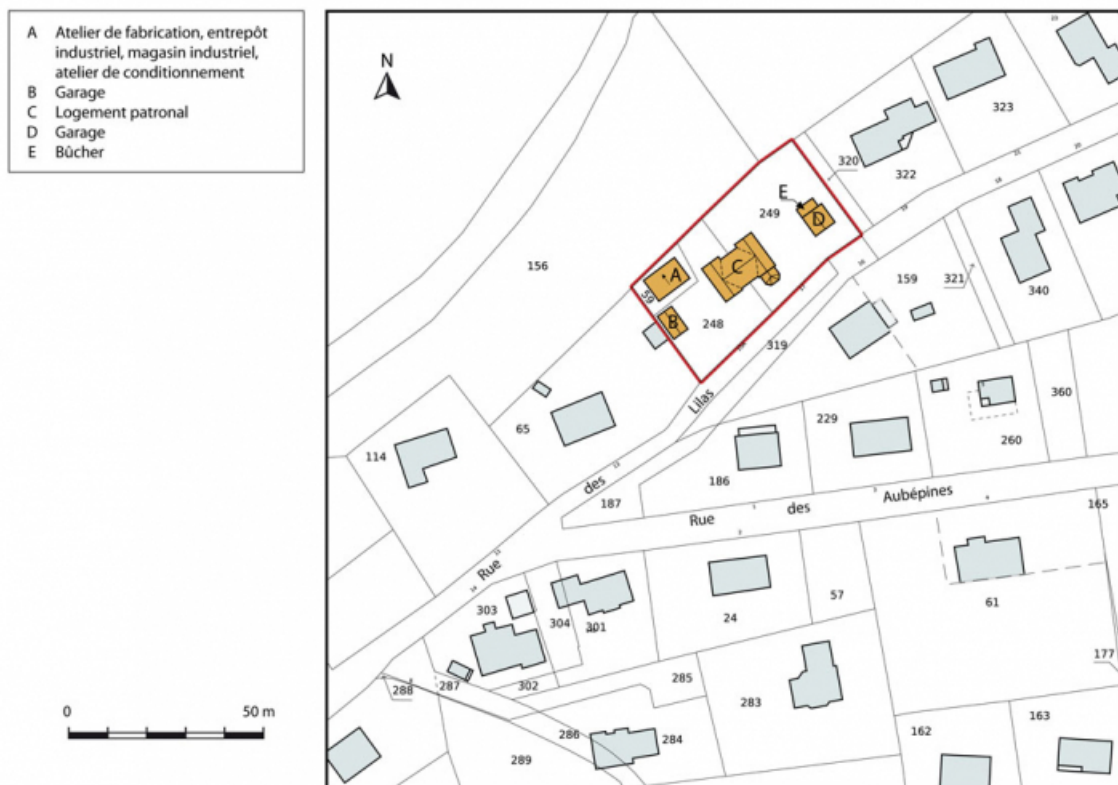 A Atelier de fabrication, entrepôt
industriel, magasin industriel,
atelier de conditionnement
B Garage
C Logement patronal
D Garage
E Bûcher
N
323
320
322
E
249
D
156
A
C
159
321
340
59
B
248
319
Lilas
360
65
229
260
114
186
des
187
Rue des Aubépines
165
Rue
303
304
301
24
57
61
177
288
287
302
285
283
286
284
289
162
163
0 50 m